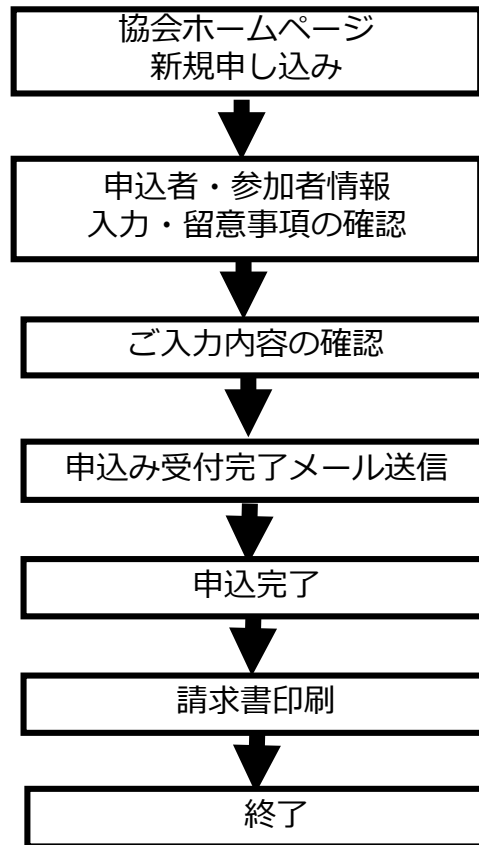 協会ホームページ
新規申し込み
申込者・参加者情報
入力・留意事項の確認
ご入力内容の確認
申込み受付完了メール送信
申込完了
請求書印刷
終了